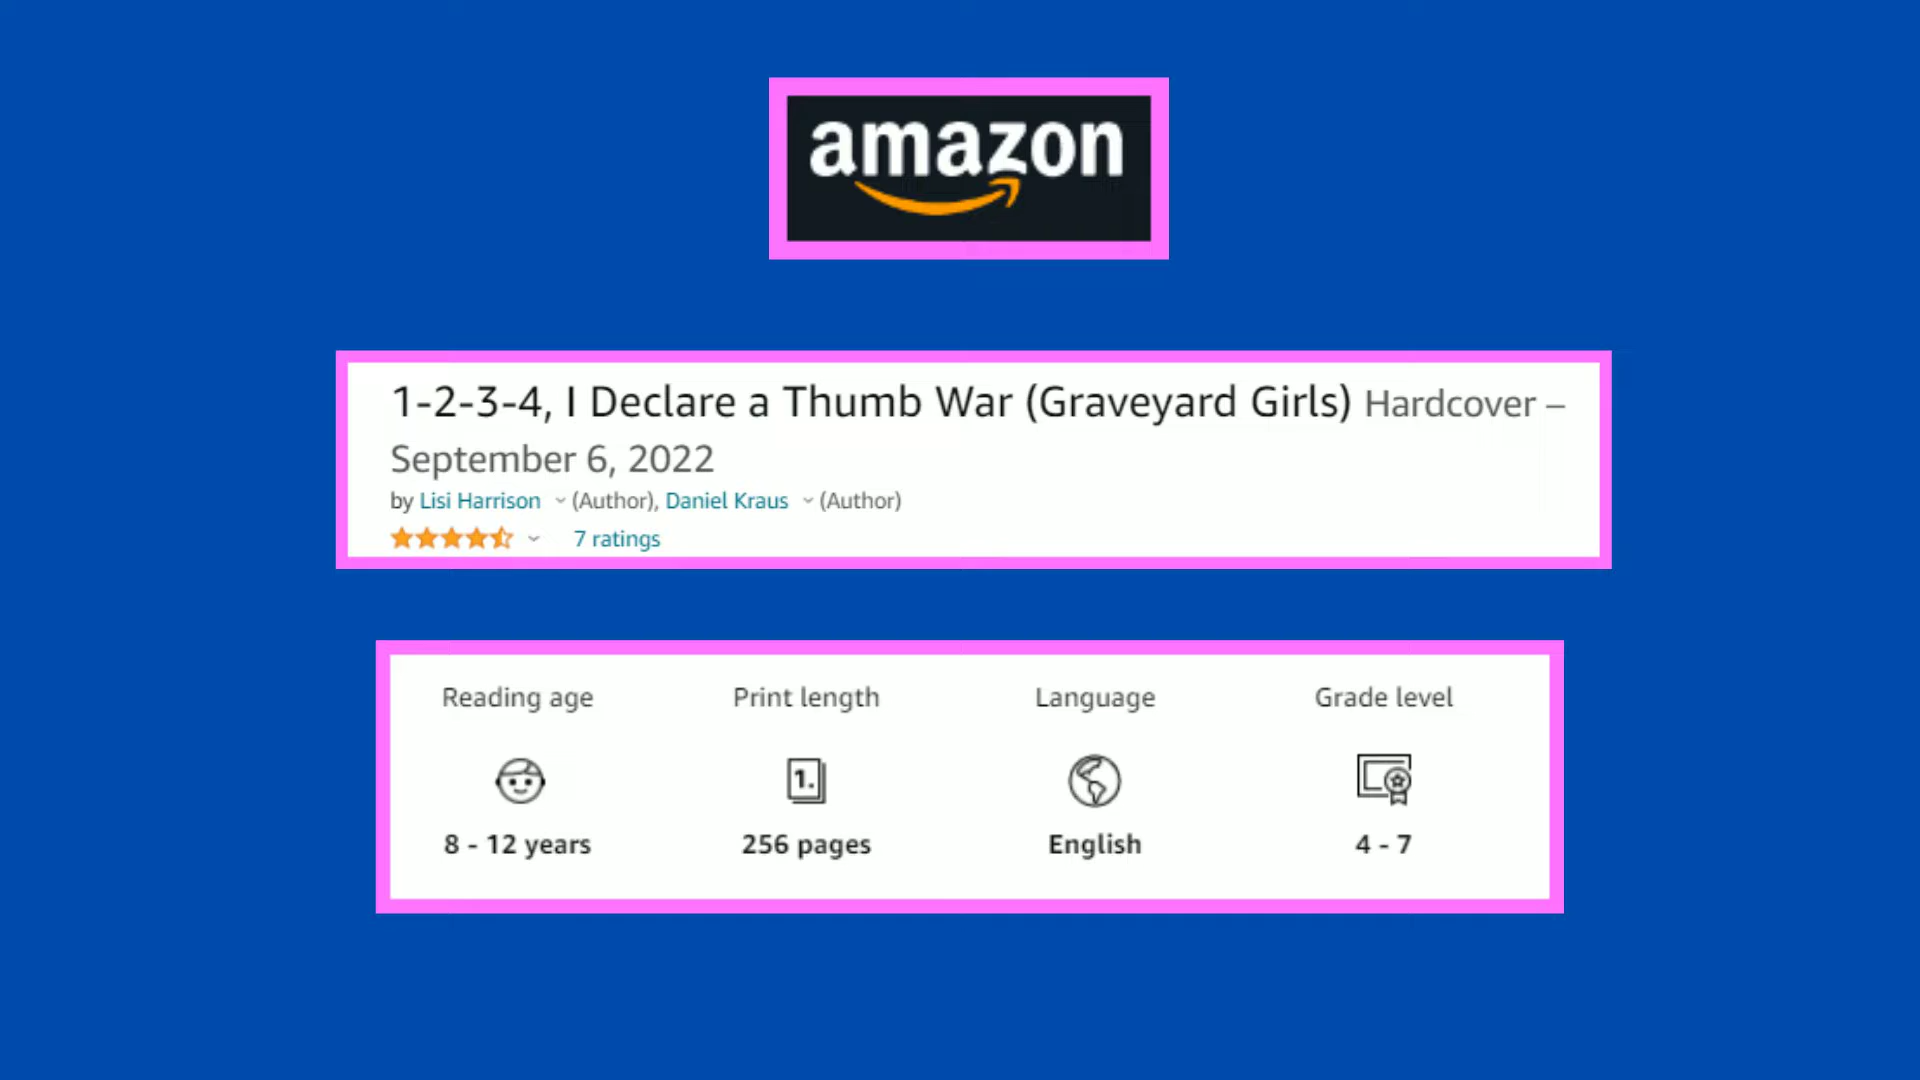 amazon
1-2-3-4, I Declare a Thumb War (Graveyard Girls) Hardcover –
September 6, 2022
by Lisi Harrison (Author), Daniel Kraus (Author)
7 ratings
Reading age
Print length
Language
Grade level
1.
8 - 12 years
256 pages
English
4 - 7